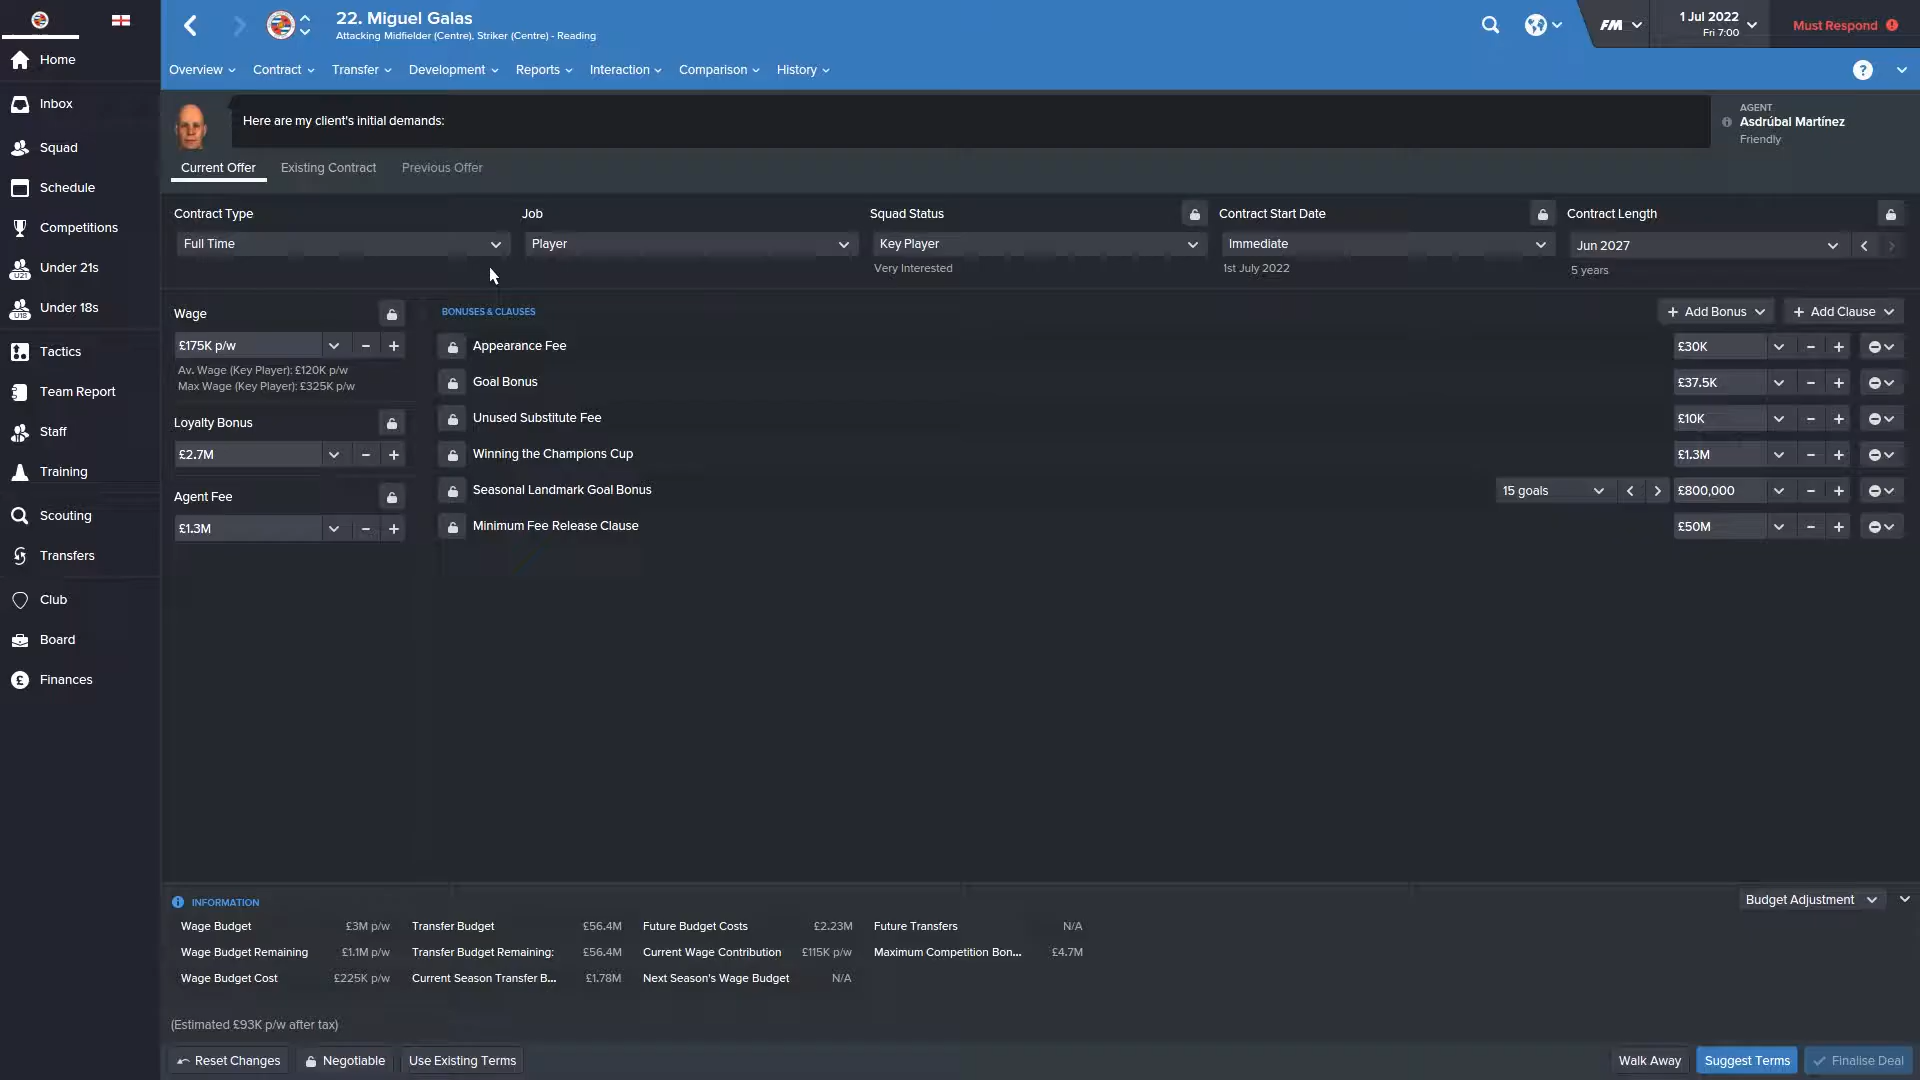 22. Miguel Galas
Attacking Midfielder (Centre), Striker (Centre) - Reading
FM
1 Jul 2022
Fri 7:00
Must Respond
Overview
Contract
Transfer
Development
Reports
Interaction
Comparison
History
?
Home
Inbox
Squad
Schedule
Competitions
U21
Under 21s
U18
Under 18s
Tactics
Team Report
Staff
Training
Scouting
Transfers
Club
Board
£
Finances
Here are my client's initial demands:
AGENT
Asdrúbal Martínez
Friendly
Current Offer
Existing Contract
Previous Offer
Contract Type
Full Time
Job
Player
Squad Status
Key Player
Very Interested
Contract Start Date
Immediate
1st July 2022
Contract Length
Jun 2027
5 years
Wage
£175K p/w
Av. Wage (Key Player): £120K p/w
Max Wage (Key Player): £325K p/w
Loyalty Bonus
£2.7M
Agent Fee
£1.3M
BONUSES & CLAUSES
+ Add Bonus
+ Add Clause
Appearance Fee £30K
Goal Bonus £37.5K
Unused Substitute Fee £10K
Winning the Champions Cup £1.3M
Seasonal Landmark Goal Bonus 15 goals £800,000
Minimum Fee Release Clause £50M
INFORMATION
Budget Adjustment
Wage Budget £3M p/w Transfer Budget £56.4M Future Budget Costs £2.23M Future Transfers N/A
Wage Budget Remaining £1.1M p/w Transfer Budget Remaining: £56.4M Current Wage Contribution £115K p/w Maximum Competition Bon... £4.7M
Wage Budget Cost £225K p/w Current Season Transfer B... £1.78M Next Season's Wage Budget N/A
(Estimated £93K p/w after tax)
Reset Changes
Negotiable
Use Existing Terms
Walk Away
Suggest Terms
Finalise Deal